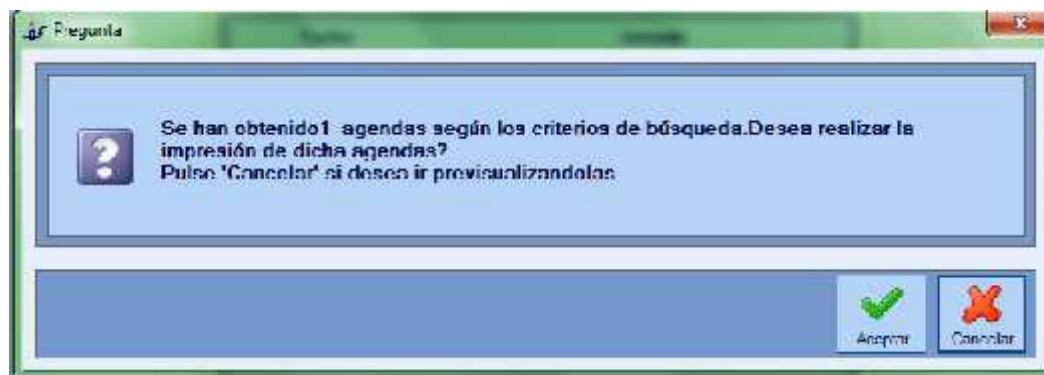 Pregunta
Se han obtenido1 agendas según los criterios de búsqueda.Desea realizar la
impresión de dicha agendas?
Pulse 'Cancelar' si desea ir previsualizandolas
Aceptar
Cancelar